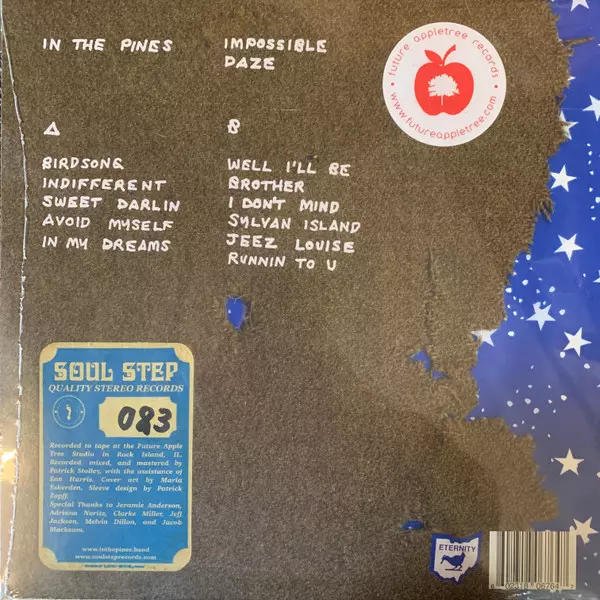 IN THE PINES
IMPOSSIBLE
DAZE
future appletree records
www.futureappletree.com
A
BIRDSONG
INDIFFERENT
SWEET DARLIN
AVOID MYSELF
IN MY DREAMS
B
WELL I'LL BE
BROTHER
I DON'T MIND
SYLVAN ISLAND
JEEZ LOUISE
RUNNIN TO U
SOUL STEP
QUALITY STEREO RECORDS
083
Recorded to tape at the Future Apple
Tree Studio in Rock Island, IL.
Recorded, mixed, and mastered by
Patrick Stolley, with the assistance of
Ian Harris. Cover art by Maria
Eskerden. Sleeve design by Patrick
Zopff.
Special Thanks to Jeramie Anderson,
Adriana Noritz, Clarke Miller, Jeff
Jackson, Melvin Dillon, and Jacob
www.inthepines.band
www.soulsteprecords.com
ETERNITY